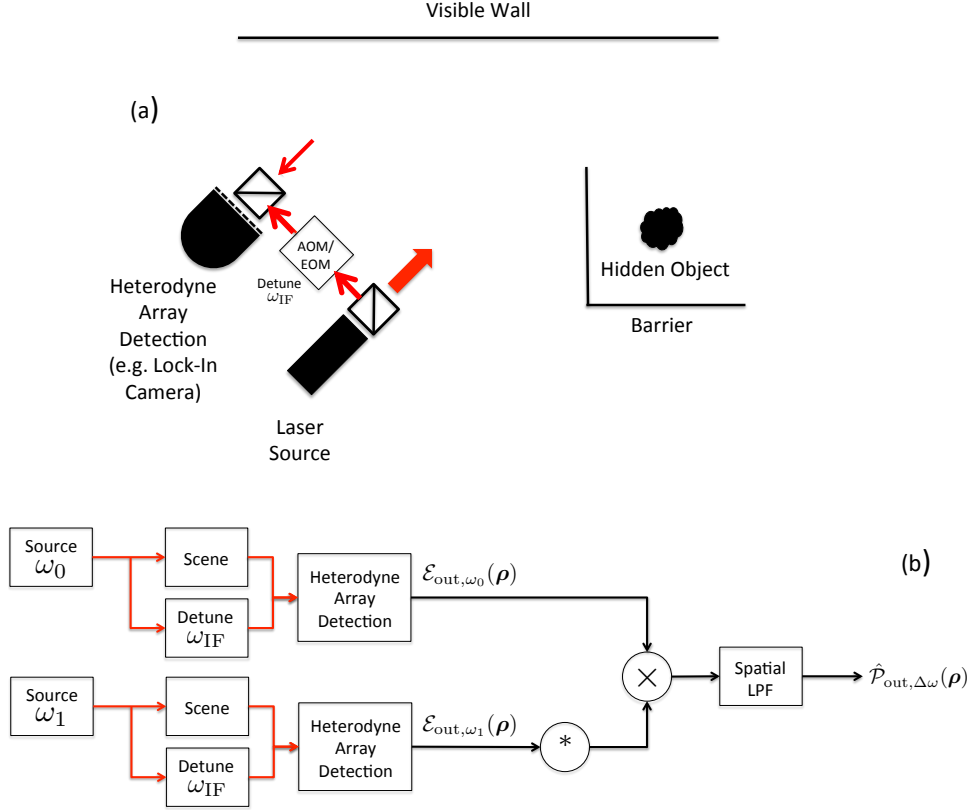 Visible Wall
(a)
AOM/
EOM
Detune
ω_IF
Heterodyne
Array
Detection
(e.g. Lock-In
Camera)
Laser
Source
Hidden Object
Barrier
(b)
Source
ω_0
Scene
Detune
ω_IF
Heterodyne
Array
Detection
ℰ_out,ω_0(ρ)
×
Spatial
LPF
𝒫̂_out,Δω(ρ)
Source
ω_1
Scene
Detune
ω_IF
Heterodyne
Array
Detection
ℰ_out,ω_1(ρ)
*